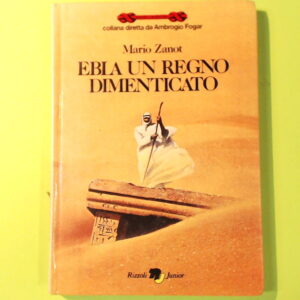 collana diretta da Ambrogio Fogar
Mario Zanot
EBLA UN REGNO
DIMENTICATO
Rizzoli Junior